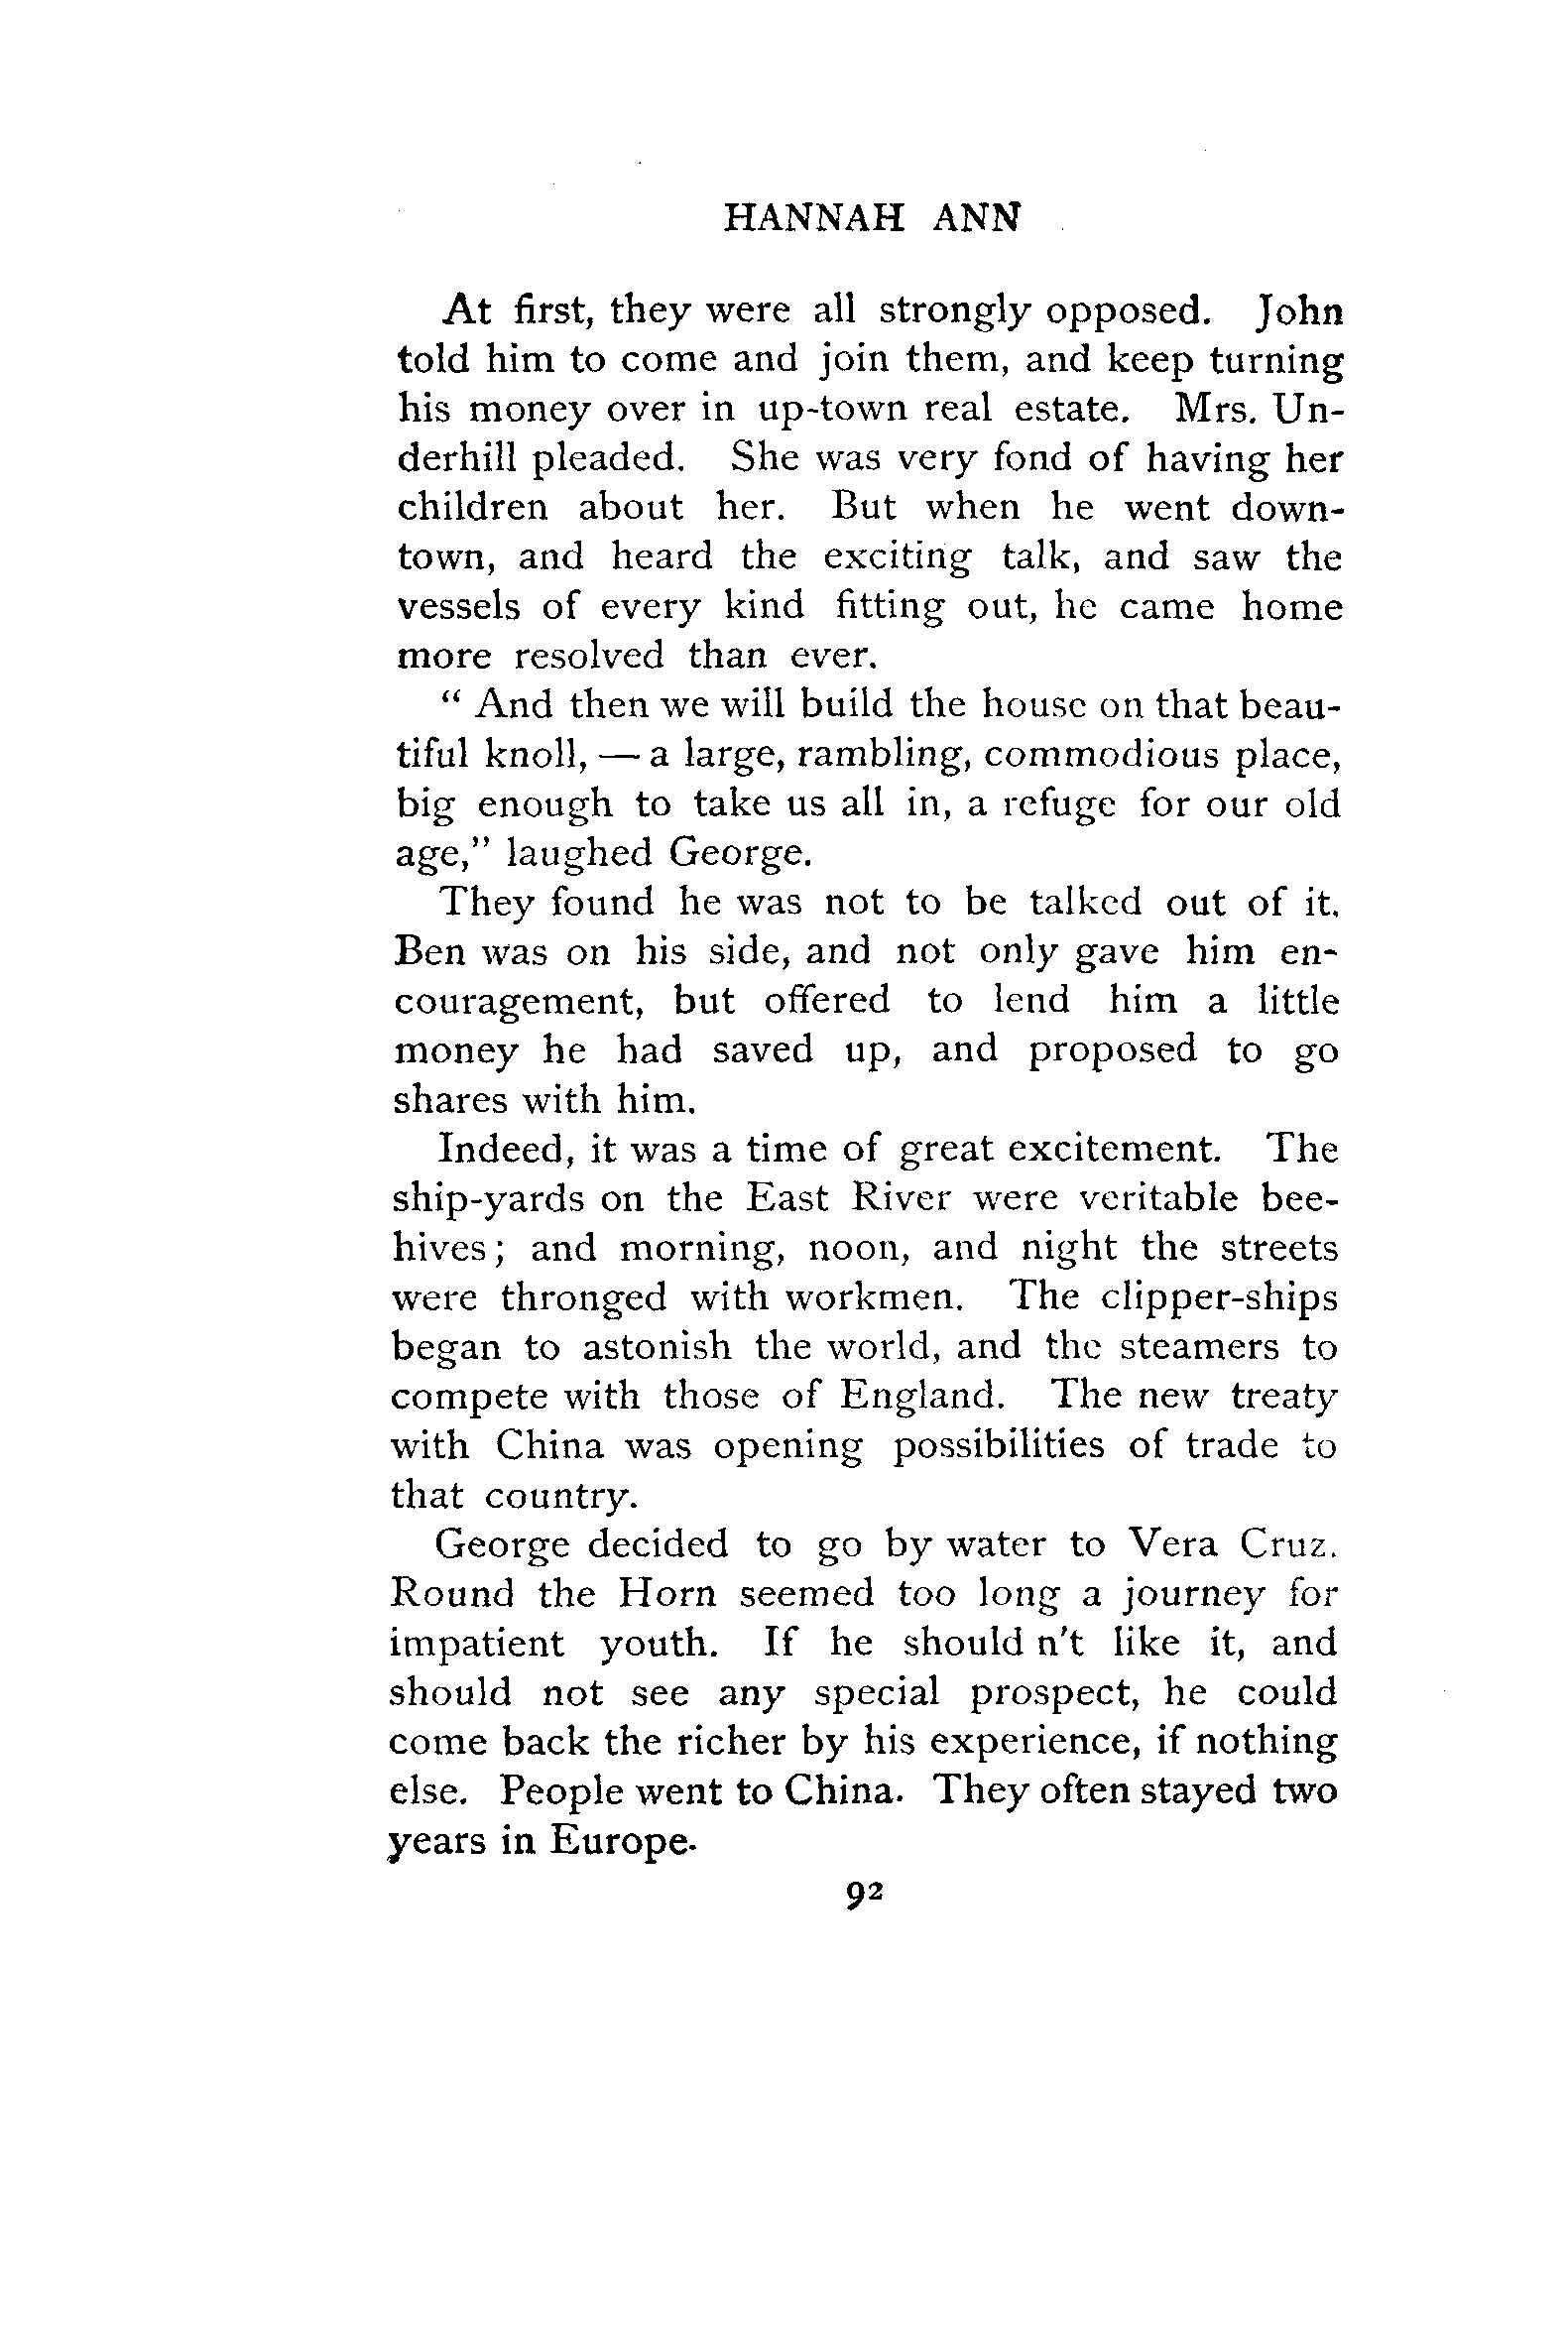 HANNAH ANN
At first, they were all strongly opposed. John
told him to come and join them, and keep turning
his money over in up-town real estate. Mrs. Un-
derhill pleaded. She was very fond of having her
children about her. But when he went down-
town, and heard the exciting talk, and saw the
vessels of every kind fitting out, he came home
more resolved than ever.
“ And then we will build the house on that beau-
tiful knoll, — a large, rambling, commodious place,
big enough to take us all in, a refuge for our old
age,” laughed George.
They found he was not to be talked out of it.
Ben was on his side, and not only gave him en-
couragement, but offered to lend him a little
money he had saved up, and proposed to go
shares with him.
Indeed, it was a time of great excitement. The
ship-yards on the East River were veritable bee-
hives; and morning, noon, and night the streets
were thronged with workmen. The clipper-ships
began to astonish the world, and the steamers to
compete with those of England. The new treaty
with China was opening possibilities of trade to
that country.
George decided to go by water to Vera Cruz.
Round the Horn seemed too long a journey for
impatient youth. If he should n't like it, and
should not see any special prospect, he could
come back the richer by his experience, if nothing
else. People went to China. They often stayed two
years in Europe.
92